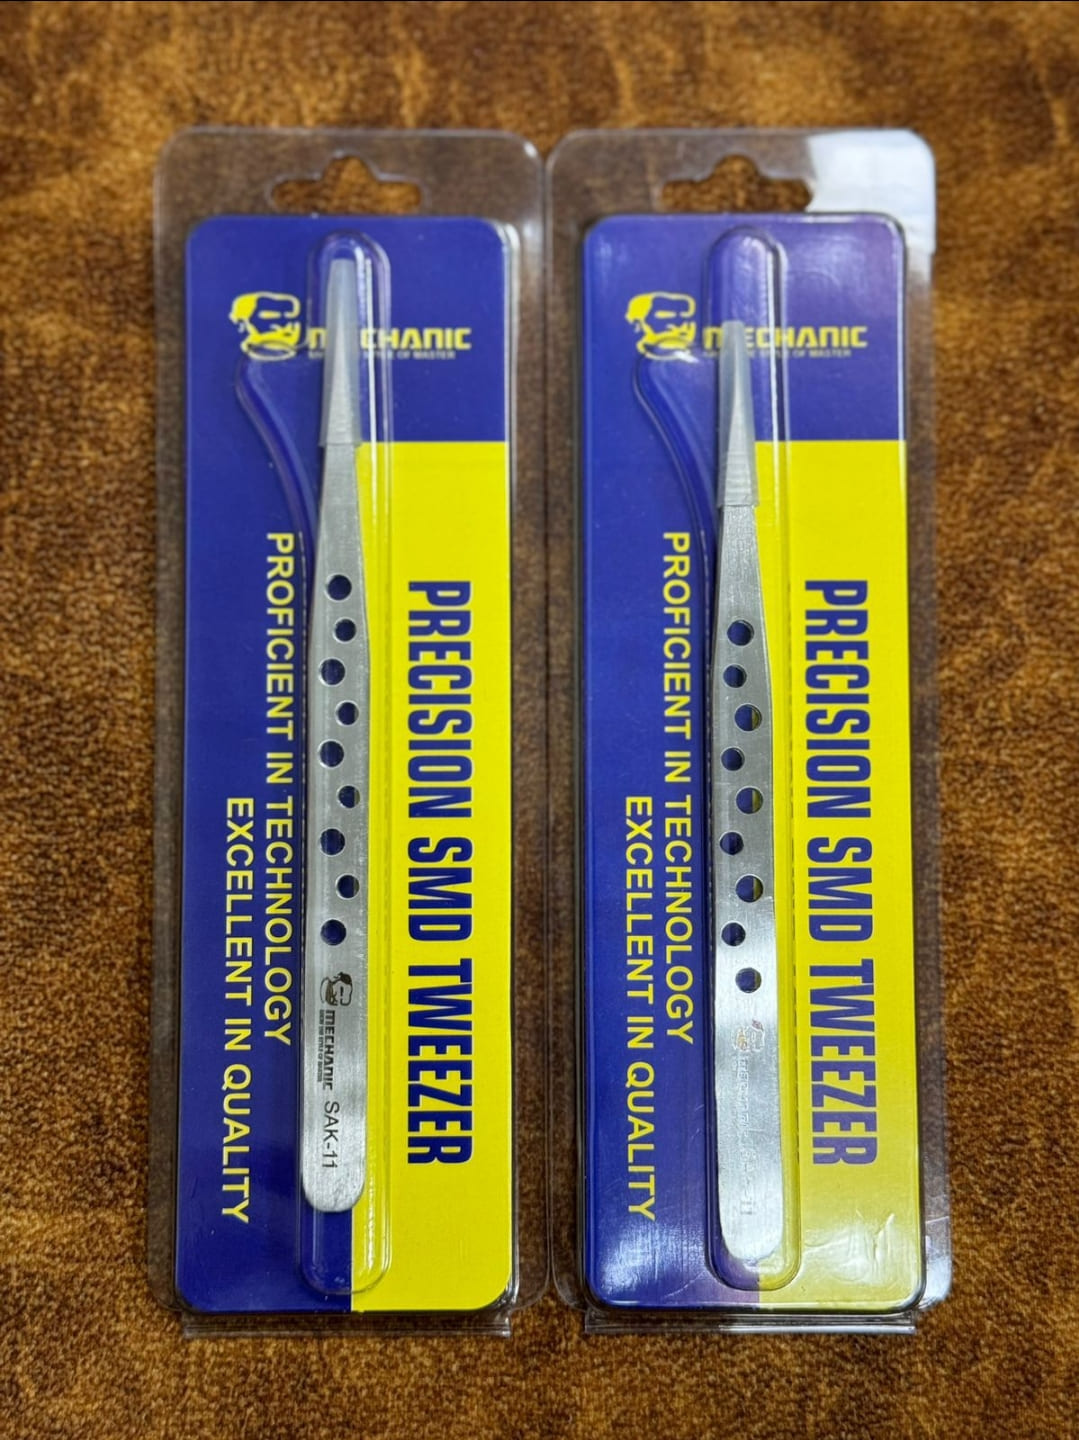 MECHANIC
PROFICIENT IN TECHNOLOGY
EXCELLENT IN QUALITY
PRECISION SMD TWEEZER
MECHANIC
SAK-11
MECHANIC
PROFICIENT IN TECHNOLOGY
EXCELLENT IN QUALITY
PRECISION SMD TWEEZER